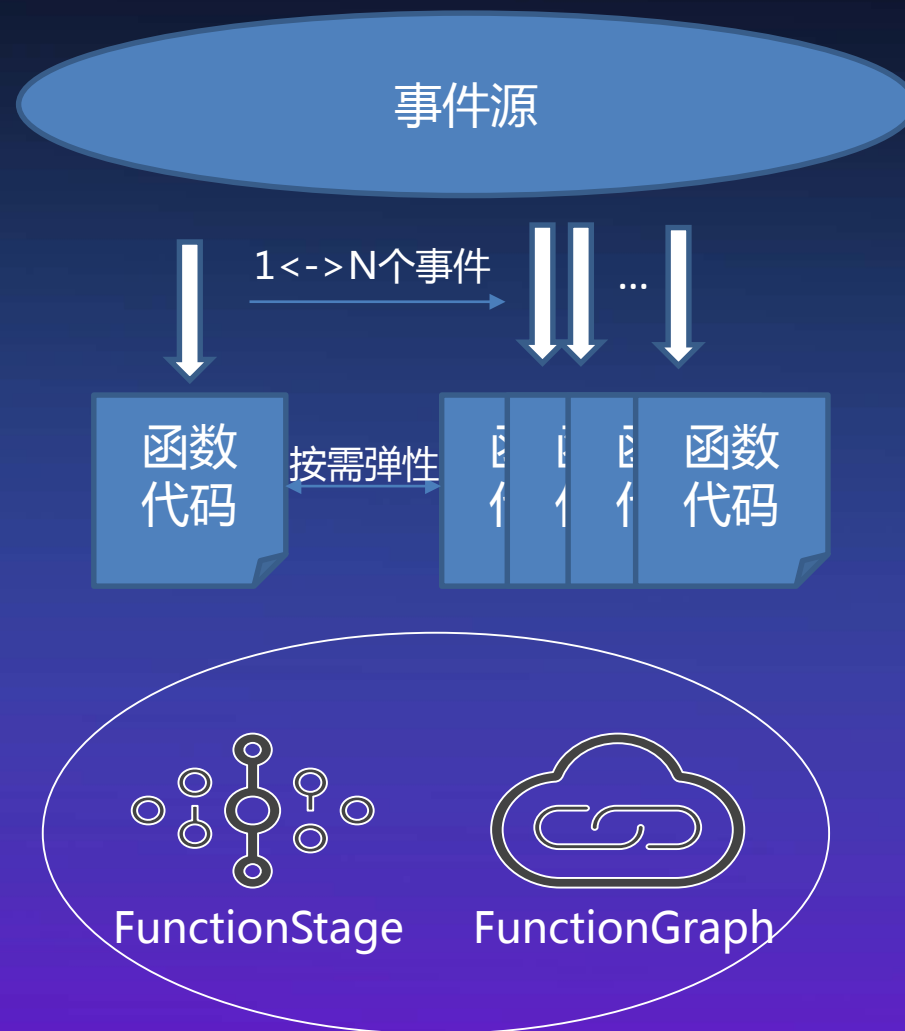 事件源
1<->N个事件
...
函数
代码
按需弹性
函数
代码
FunctionStage
FunctionGraph